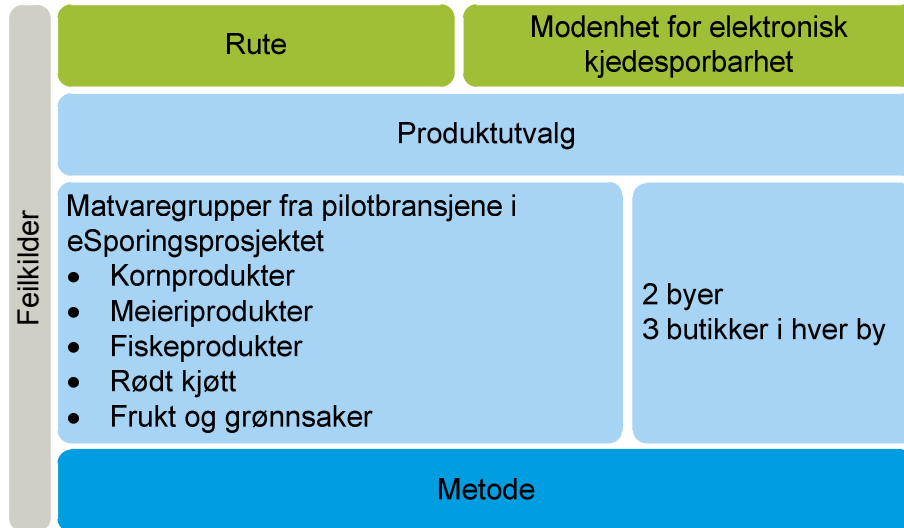 Feilkilder
Rute
Modenhet for elektronisk
kjedesporbarhet
Produktutvalg
Matvaregrupper fra pilotbransjene i
eSporingsprosjektet
• Kornprodukter
• Meieriprodukter
• Fiskeprodukter
• Rødt kjøtt
• Frukt og grønnsaker
2 byer
3 butikker i hver by
Metode